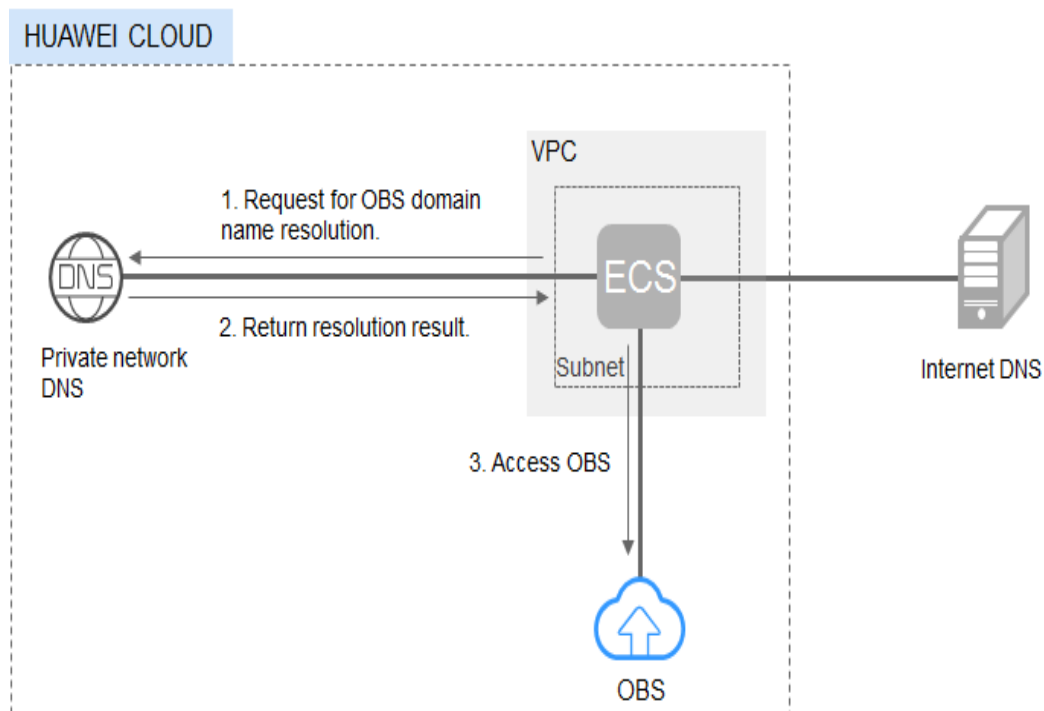 HUAWEI CLOUD
VPC
1. Request for OBS domain
name resolution.
DNS
ECS
2. Return resolution result.
Private network
DNS
Subnet
Internet DNS
3. Access OBS
OBS